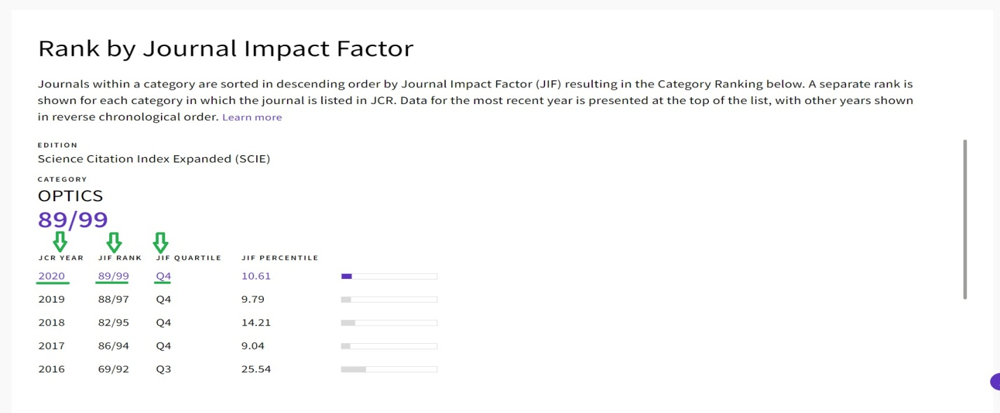 Rank by Journal Impact Factor
Journals within a category are sorted in descending order by Journal Impact Factor (JIF) resulting in the Category Ranking below. A separate rank is
shown for each category in which the journal is listed in JCR. Data for the most recent year is presented at the top of the list, with other years shown
in reverse chronological order. Learn more
EDITION
Science Citation Index Expanded (SCIE)
CATEGORY
OPTICS
89/99
JCR YEAR JIF RANK JIF QUARTILE JIF PERCENTILE
2020 89/99 Q4 10.61
2019 88/97 Q4 9.79
2018 82/95 Q4 14.21
2017 86/94 Q4 9.04
2016 69/92 Q3 25.54